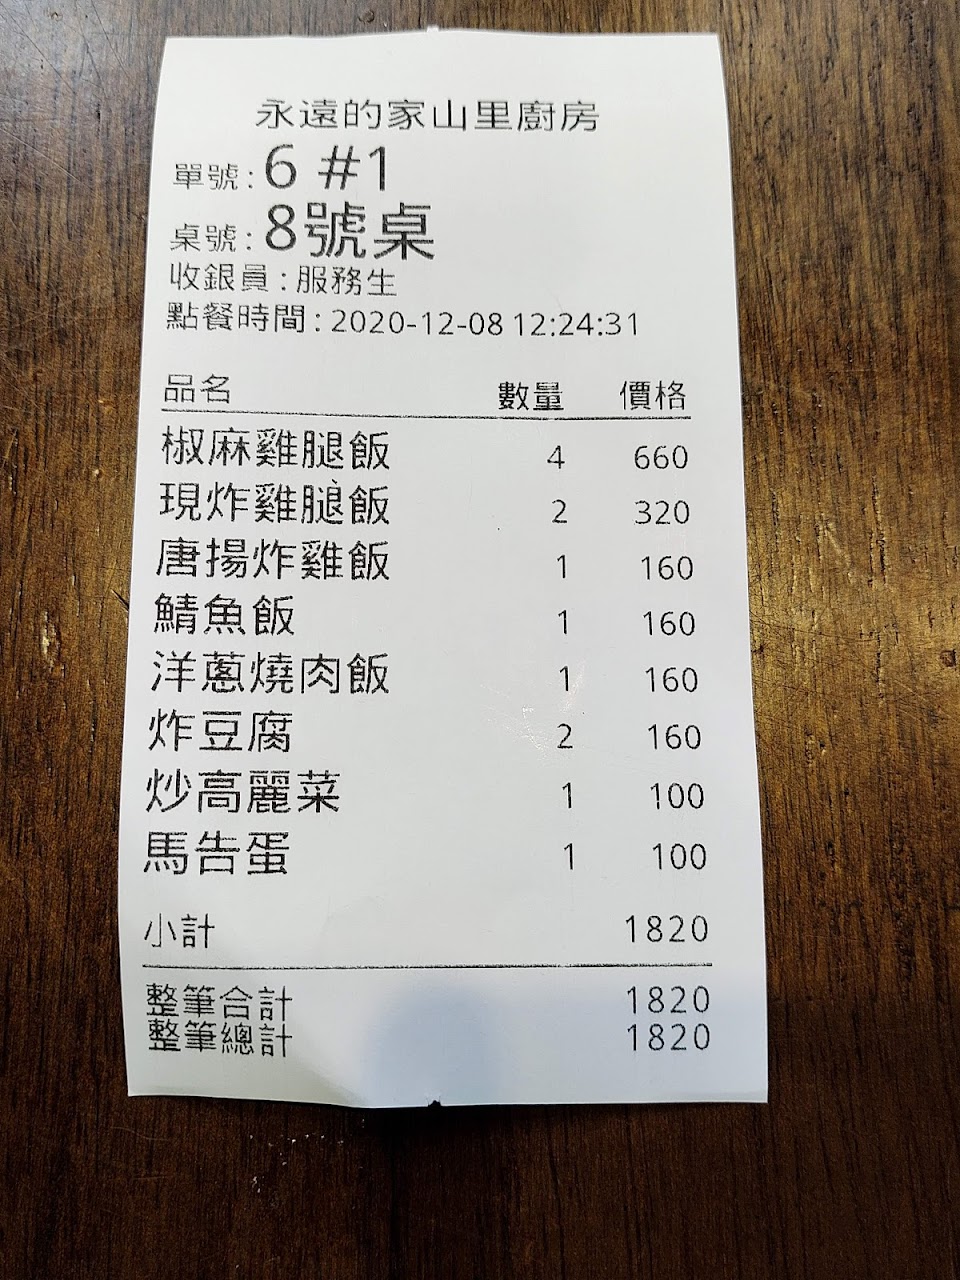 永遠的家山里廚房
單號:6 #1
桌號:8號桌
收銀員:服務生
點餐時間:2020-12-08 12:24:31
品名 數量 價格
椒麻雞腿飯 4 660
現炸雞腿飯 2 320
唐揚炸雞飯 1 160
鯖魚飯 1 160
洋蔥燒肉飯 1 160
炸豆腐 2 160
炒高麗菜 1 100
馬告蛋 1 100
小計 1820
整筆合計 1820
整筆總計 1820